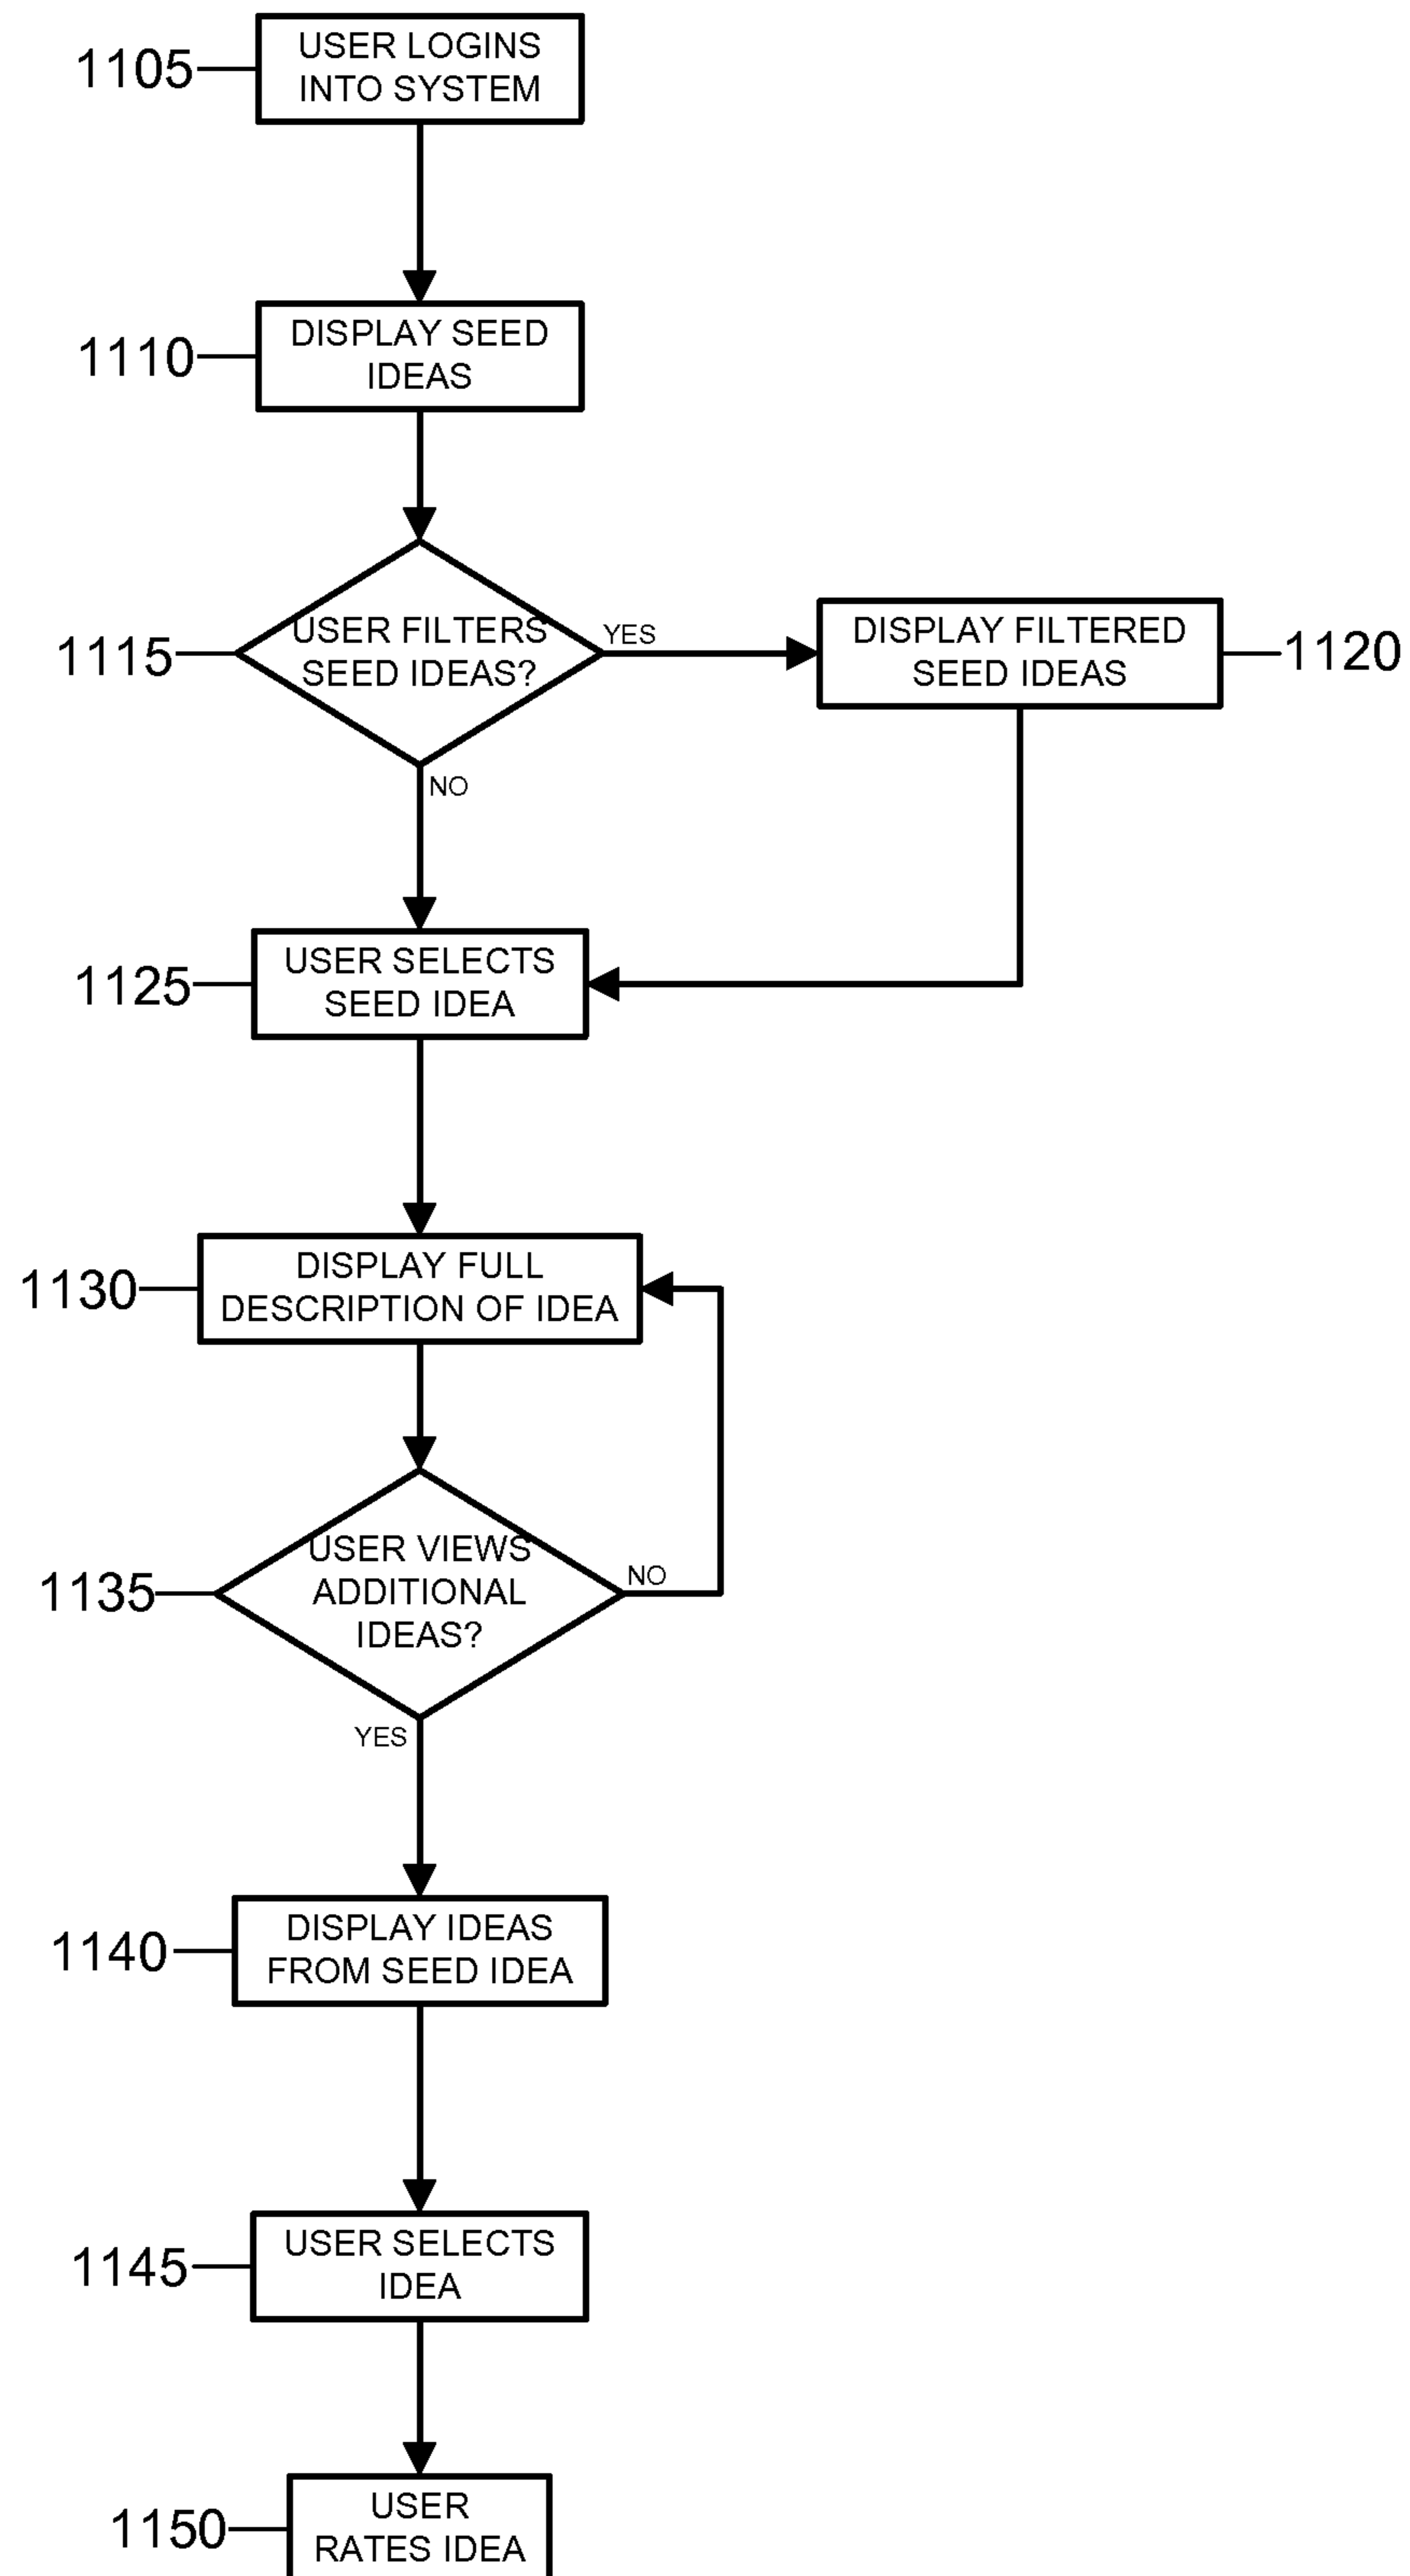 1105
USER LOGINS
INTO SYSTEM
1110
DISPLAY SEED
IDEAS
1115
USER FILTERS
SEED IDEAS?
YES
NO
DISPLAY FILTERED
SEED IDEAS
1120
1125
USER SELECTS
SEED IDEA
1130
DISPLAY FULL
DESCRIPTION OF IDEA
1135
USER VIEWS
ADDITIONAL
IDEAS?
NO
YES
1140
DISPLAY IDEAS
FROM SEED IDEA
1145
USER SELECTS
IDEA
1150
USER
RATES IDEA